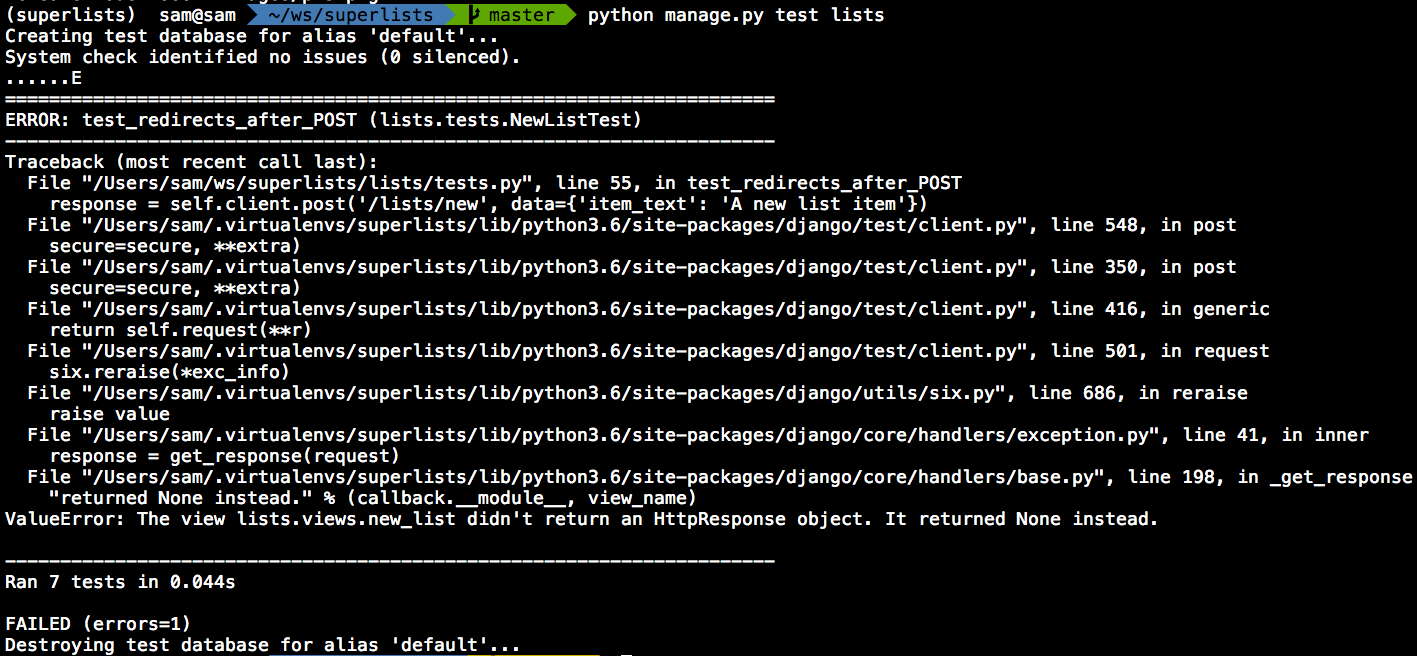 (superlists)  sam@sam  ~/ws/superlists  master  python manage.py test lists
Creating test database for alias 'default'...
System check identified no issues (0 silenced).
......E
======================================================================
ERROR: test_redirects_after_POST (lists.tests.NewListTest)
----------------------------------------------------------------------
Traceback (most recent call last):
  File "/Users/sam/ws/superlists/lists/tests.py", line 55, in test_redirects_after_POST
    response = self.client.post('/lists/new', data={'item_text': 'A new list item'})
  File "/Users/sam/.virtualenvs/superlists/lib/python3.6/site-packages/django/test/client.py", line 548, in post
    secure=secure, **extra)
  File "/Users/sam/.virtualenvs/superlists/lib/python3.6/site-packages/django/test/client.py", line 350, in post
    secure=secure, **extra)
  File "/Users/sam/.virtualenvs/superlists/lib/python3.6/site-packages/django/test/client.py", line 416, in generic
    return self.request(**r)
  File "/Users/sam/.virtualenvs/superlists/lib/python3.6/site-packages/django/test/client.py", line 501, in request
    six.reraise(*exc_info)
  File "/Users/sam/.virtualenvs/superlists/lib/python3.6/site-packages/django/utils/six.py", line 686, in reraise
    raise value
  File "/Users/sam/.virtualenvs/superlists/lib/python3.6/site-packages/django/core/handlers/exception.py", line 41, in inner
    response = get_response(request)
  File "/Users/sam/.virtualenvs/superlists/lib/python3.6/site-packages/django/core/handlers/base.py", line 198, in _get_response
    "returned None instead." % (callback.__module__, view_name)
ValueError: The view lists.views.new_list didn't return an HttpResponse object. It returned None instead.
----------------------------------------------------------------------
Ran 7 tests in 0.044s
FAILED (errors=1)
Destroying test database for alias 'default'...